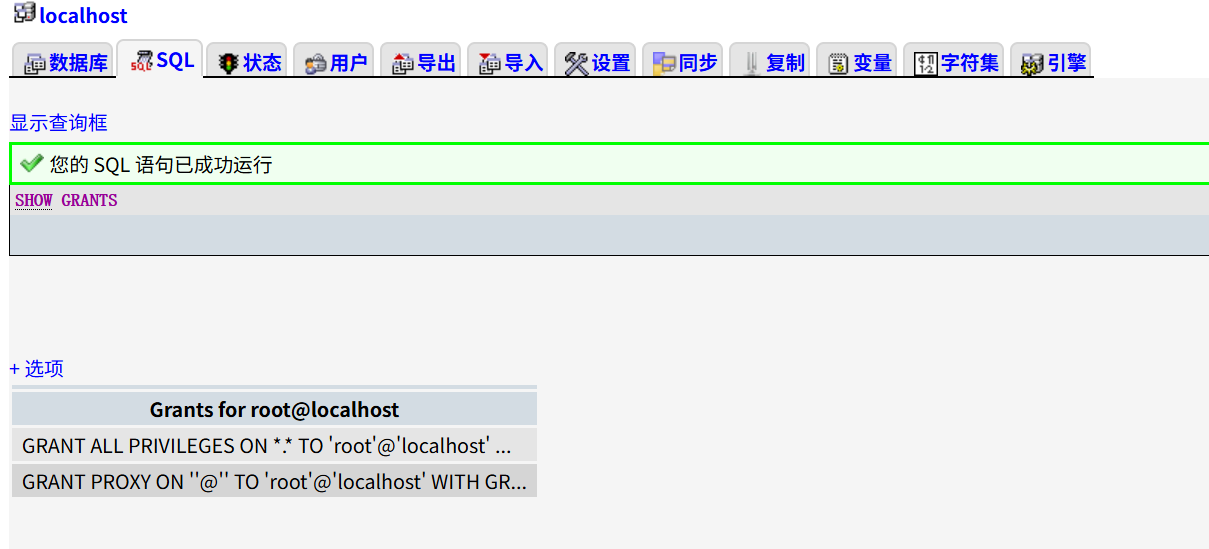 localhost
数据库 SQL 状态 用户 导出 导入 设置 同步 复制 变量 字符集 引擎
显示查询框
您的 SQL 语句已成功运行
SHOW GRANTS
+ 选项
Grants for root@localhost
GRANT ALL PRIVILEGES ON *.* TO 'root'@'localhost' ...
GRANT PROXY ON ''@'' TO 'root'@'localhost' WITH GR...